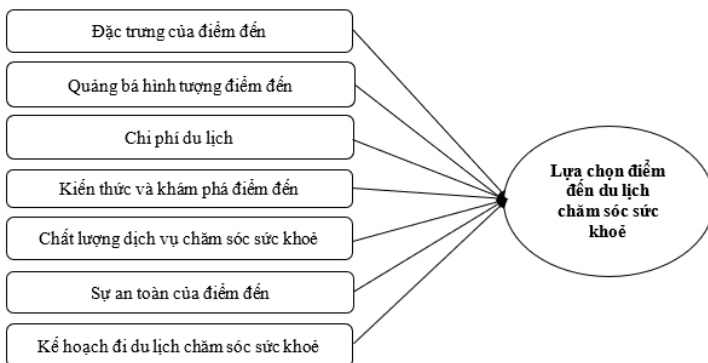 Đặc trưng của điểm đến
Quảng bá hình tượng điểm đến
Chi phí du lịch
Kiến thức và khám phá điểm đến
Chất lượng dịch vụ chăm sóc sức khoẻ
Sự an toàn của điểm đến
Kế hoạch đi du lịch chăm sóc sức khoẻ
Lựa chọn điểm
đến du lịch
chăm sóc sức
khoẻ